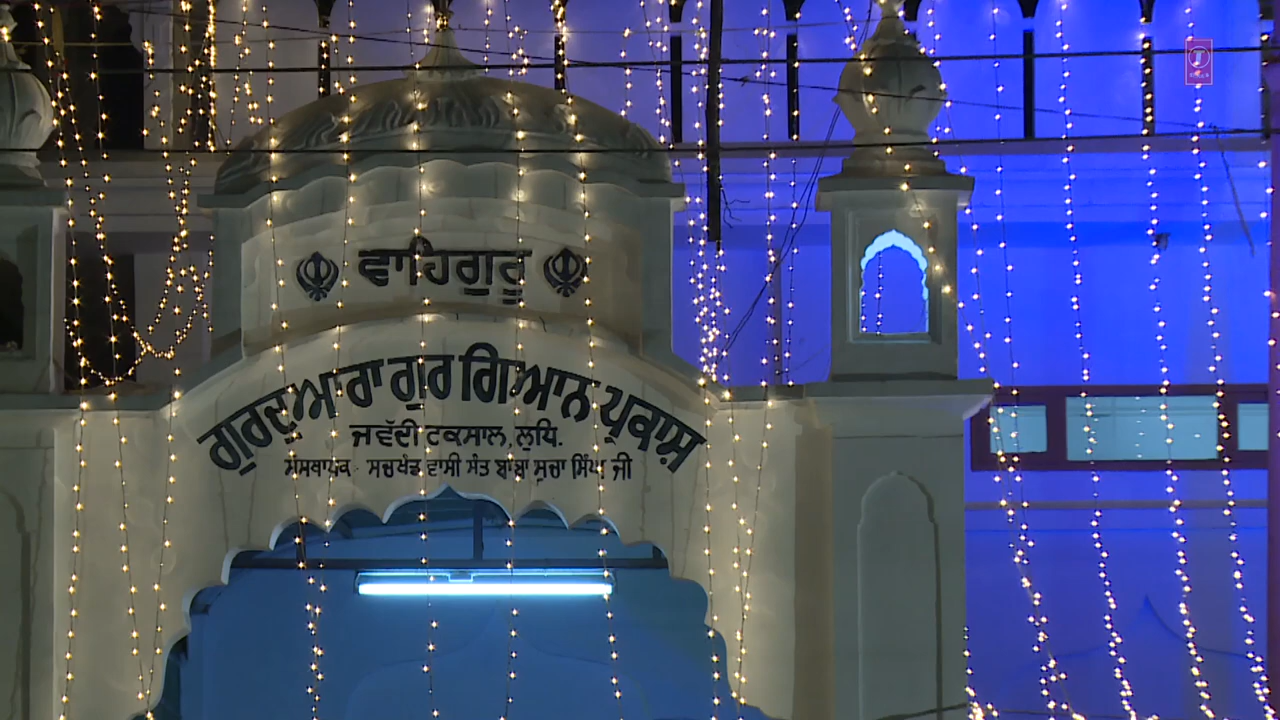 ਵਾਹਿਗੁਰੂ
ਗੁਰਦੁਆਰਾ ਗੁਰ ਗਿਆਨ ਪ੍ਰਕਾਸ਼
ਜਵੱਦੀ ਟਕਸਾਲ, ਲੁਧਿ.
ਸੰਸਥਾਪਕ - ਸਚਖੰਡ ਵਾਸੀ ਸੰਤ ਬਾਬਾ ਸੁਚਾ ਸਿੰਘ ਜੀ